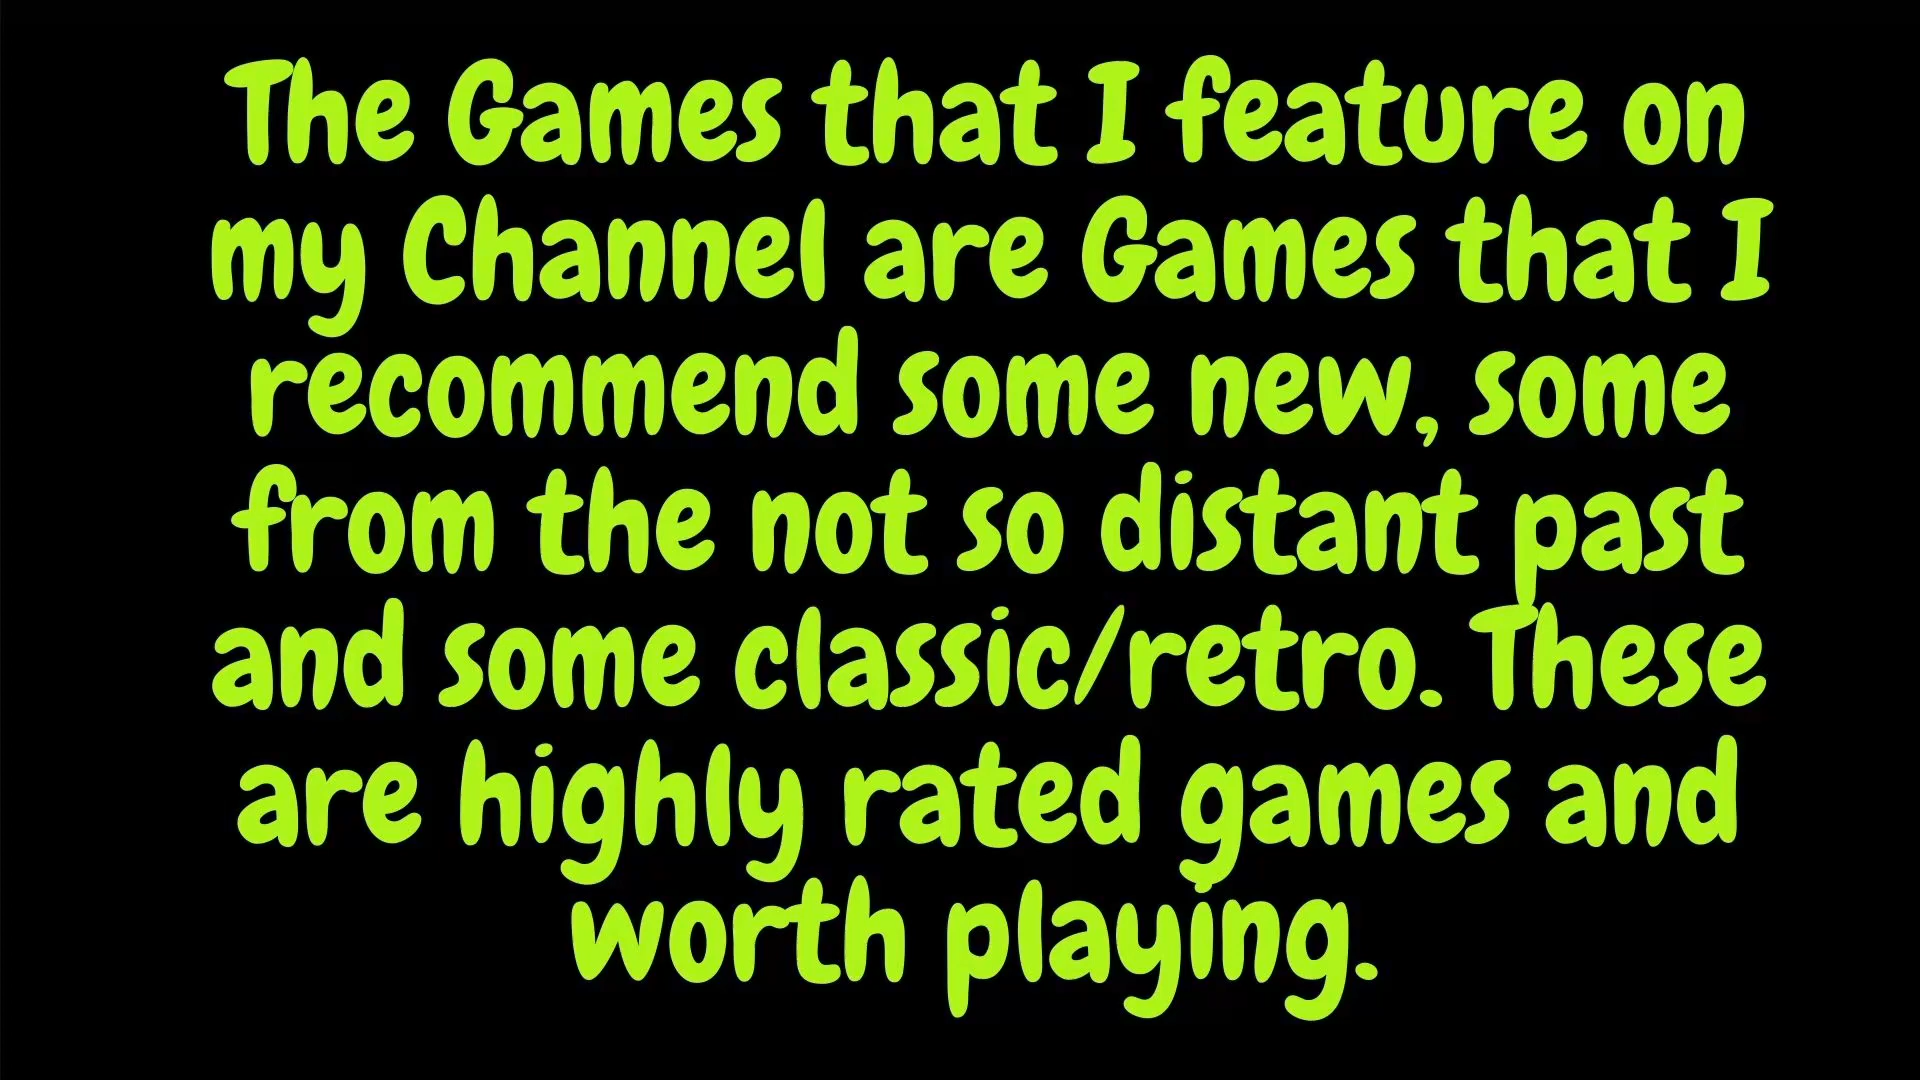 The Games that I feature on
my Channel are Games that I
recommend some new, some
from the not so distant past
and some classic/retro. These
are highly rated games and
worth playing.